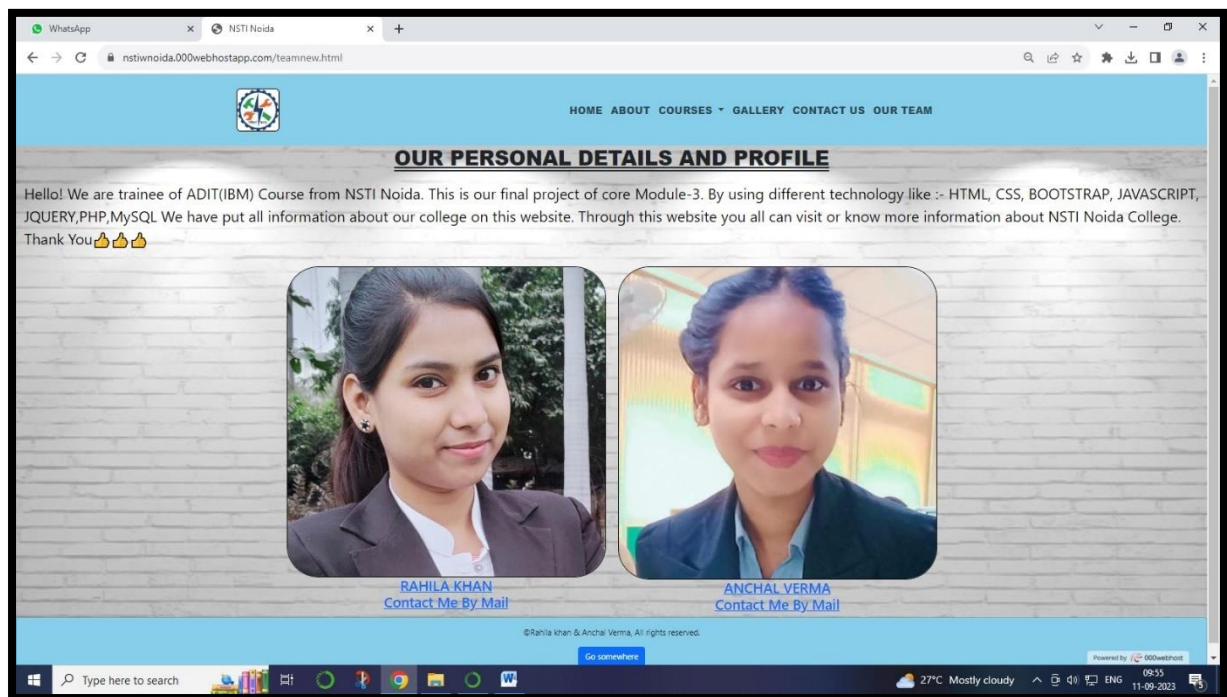 WhatsApp
NSTI Noida
nstiwnoida.000webhostapp.com/teamnew.html
HOME ABOUT COURSES GALLERY CONTACT US OUR TEAM
OUR PERSONAL DETAILS AND PROFILE
Hello! We are trainee of ADIT(IBM) Course from NSTI Noida. This is our final project of core Module-3. By using different technology like :- HTML, CSS, BOOTSTRAP, JAVASCRIPT,
JQUERY,PHP,MySQL We have put all information about our college on this website. Through this website you all can visit or know more information about NSTI Noida College.
Thank You👍👍👍
RAHILA KHAN
Contact Me By Mail
ANCHAL VERMA
Contact Me By Mail
©Rahila khan & Anchal Verma, All rights reserved.
Go somewhere
Powered by 000webhost
Type here to search
27°C Mostly cloudy
ENG
09:55
11-09-2023
5